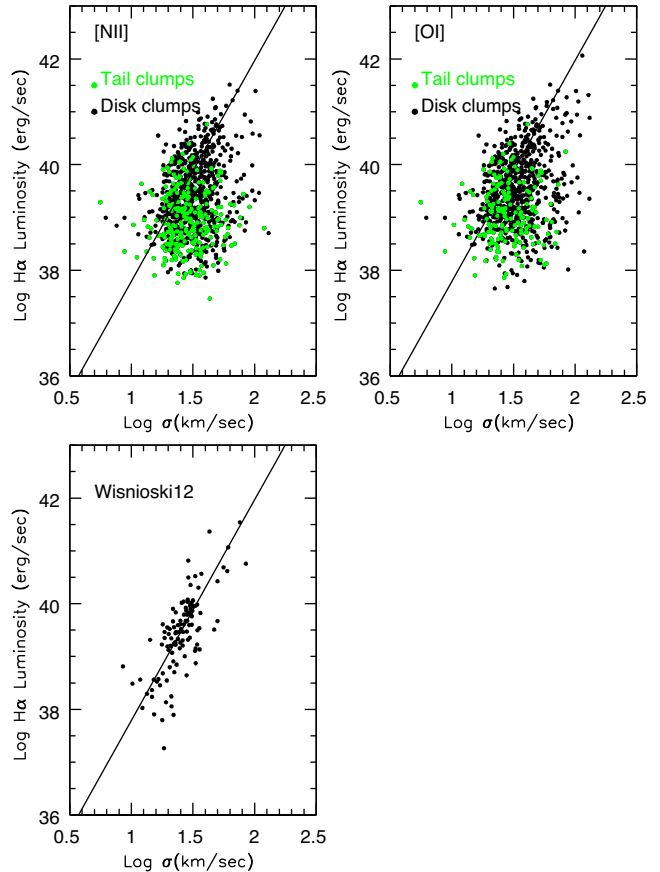 [NII]
Tail clumps
Disk clumps
Log Hα Luminosity (erg/sec)
42
40
38
36
0.5 1 1.5 2 2.5
Log σ(km/sec)
[OI]
Tail clumps
Disk clumps
Log Hα Luminosity (erg/sec)
42
40
38
36
0.5 1 1.5 2 2.5
Log σ(km/sec)
Wisnioski12
Log Hα Luminosity (erg/sec)
42
40
38
36
0.5 1 1.5 2 2.5
Log σ(km/sec)